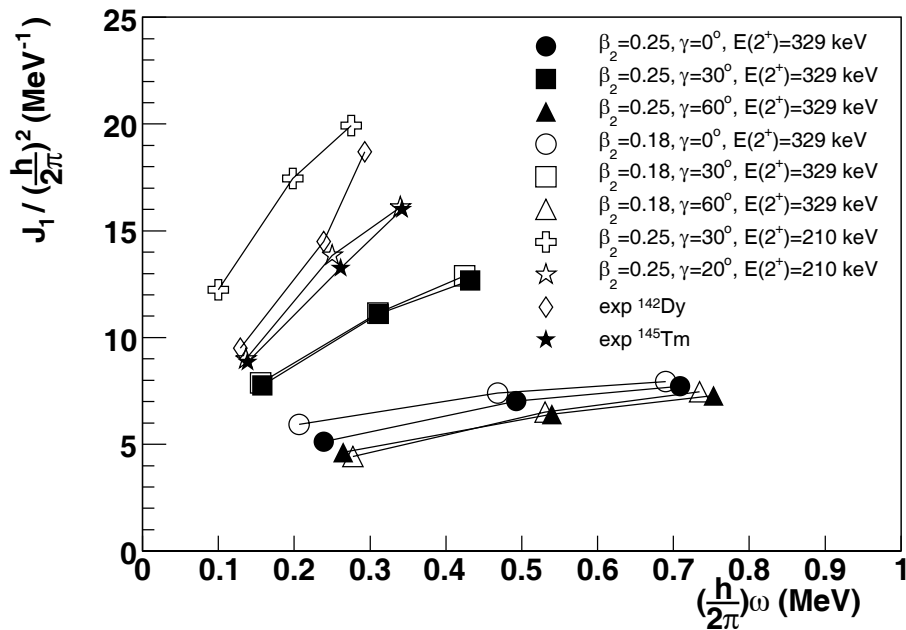 J₁ / (h/2π)² (MeV⁻¹)
25
20
15
10
5
0
β₂=0.25, γ=0°, E(2⁺)=329 keV
β₂=0.25, γ=30°, E(2⁺)=329 keV
β₂=0.25, γ=60°, E(2⁺)=329 keV
β₂=0.18, γ=0°, E(2⁺)=329 keV
β₂=0.18, γ=30°, E(2⁺)=329 keV
β₂=0.18, γ=60°, E(2⁺)=329 keV
β₂=0.25, γ=30°, E(2⁺)=210 keV
β₂=0.25, γ=20°, E(2⁺)=210 keV
exp ¹⁴²Dy
exp ¹⁴⁵Tm
0 0.1 0.2 0.3 0.4 0.5 0.6 0.7 0.8 0.9 1
(h/2π)ω (MeV)